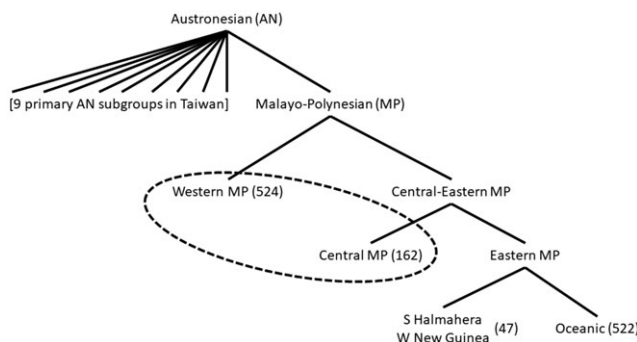 Austronesian (AN)
[9 primary AN subgroups in Taiwan]
Malayo-Polynesian (MP)
Western MP (524)
Central-Eastern MP
Central MP (162)
Eastern MP
S Halmahera
W New Guinea
(47)
Oceanic (522)